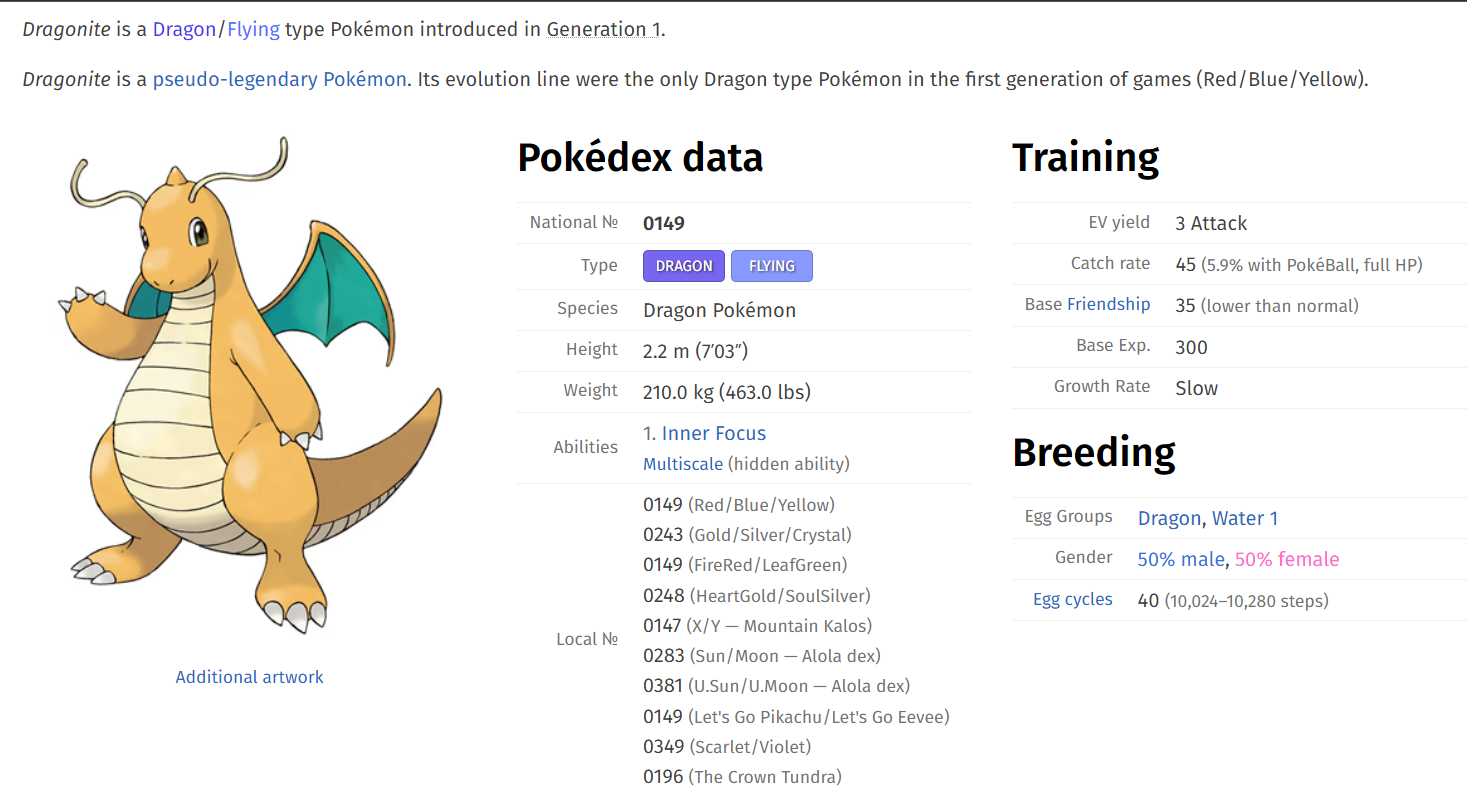 Dragonite is a Dragon/Flying type Pokémon introduced in Generation 1.
Dragonite is a pseudo-legendary Pokémon. Its evolution line were the only Dragon type Pokémon in the first generation of games (Red/Blue/Yellow).
Additional artwork
Pokédex data
National № 0149
Type DRAGON FLYING
Species Dragon Pokémon
Height 2.2 m (7′03″)
Weight 210.0 kg (463.0 lbs)
Abilities 1. Inner Focus
Multiscale (hidden ability)
Local № 0149 (Red/Blue/Yellow)
0243 (Gold/Silver/Crystal)
0149 (FireRed/LeafGreen)
0248 (HeartGold/SoulSilver)
0147 (X/Y — Mountain Kalos)
0283 (Sun/Moon — Alola dex)
0381 (U.Sun/U.Moon — Alola dex)
0149 (Let's Go Pikachu/Let's Go Eevee)
0349 (Scarlet/Violet)
0196 (The Crown Tundra)
Training
EV yield 3 Attack
Catch rate 45 (5.9% with PokéBall, full HP)
Base Friendship 35 (lower than normal)
Base Exp. 300
Growth Rate Slow
Breeding
Egg Groups Dragon, Water 1
Gender 50% male, 50% female
Egg cycles 40 (10,024–10,280 steps)